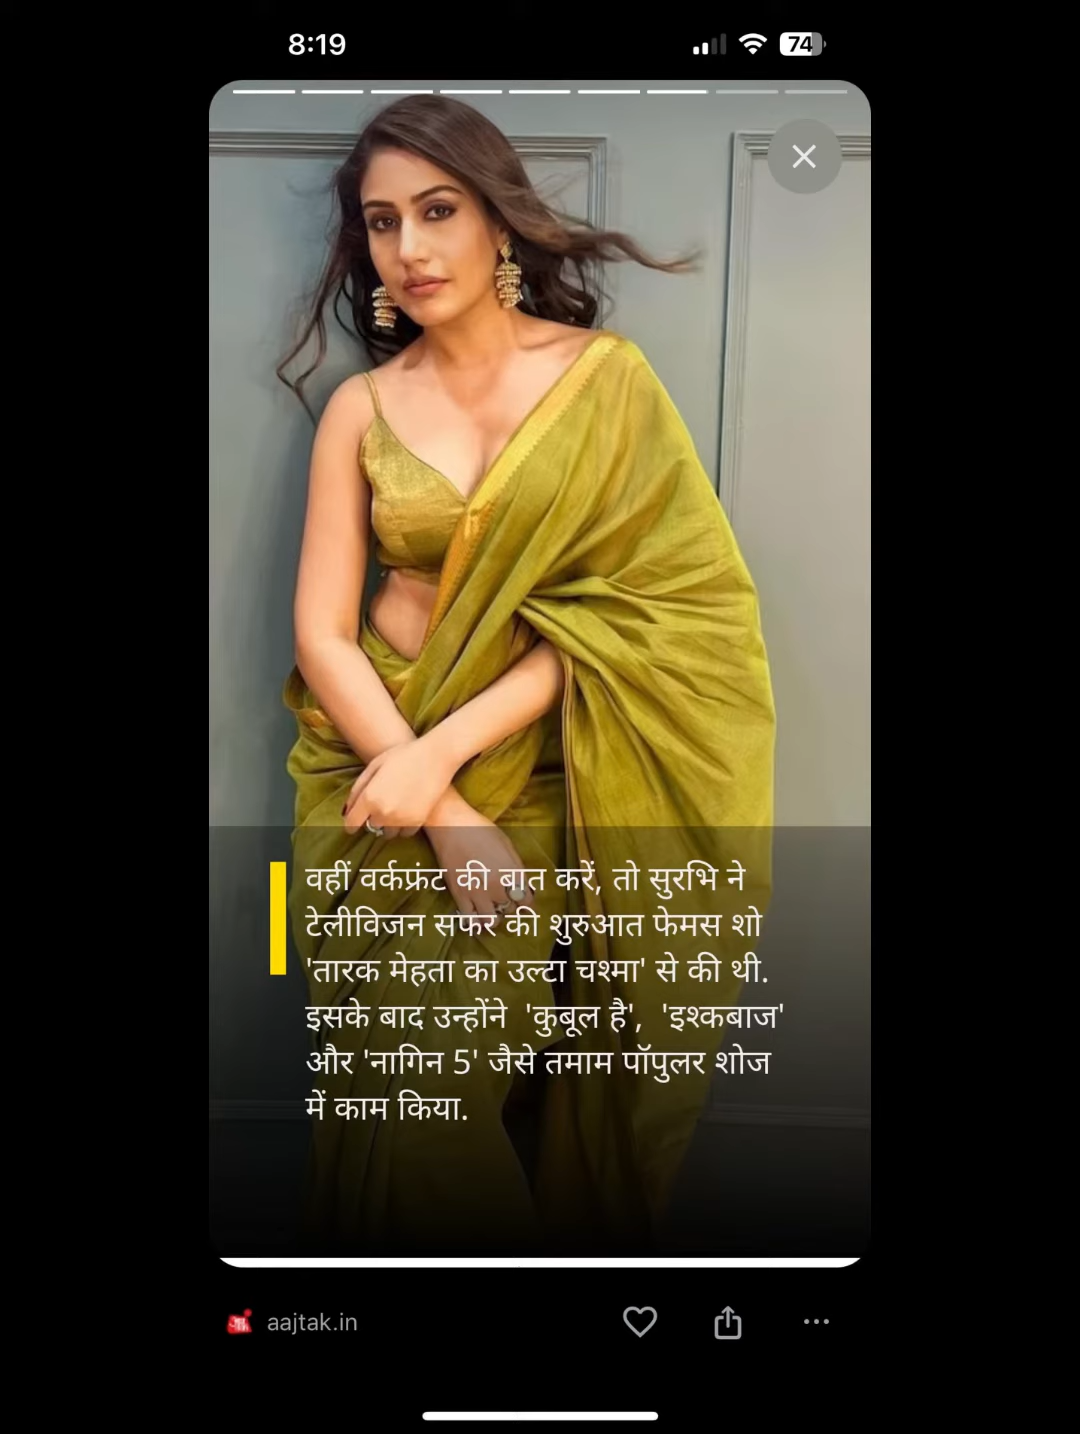 8:19
74
वहीं वर्कफ्रंट की बात करें, तो सुरभि ने
टेलीविजन सफर की शुरुआत फेमस शो
'तारक मेहता का उल्टा चश्मा' से की थी.
इसके बाद उन्होंने 'कुबूल है', 'इश्कबाज'
और 'नागिन 5' जैसे तमाम पॉपुलर शोज
में काम किया.
aajtak.in